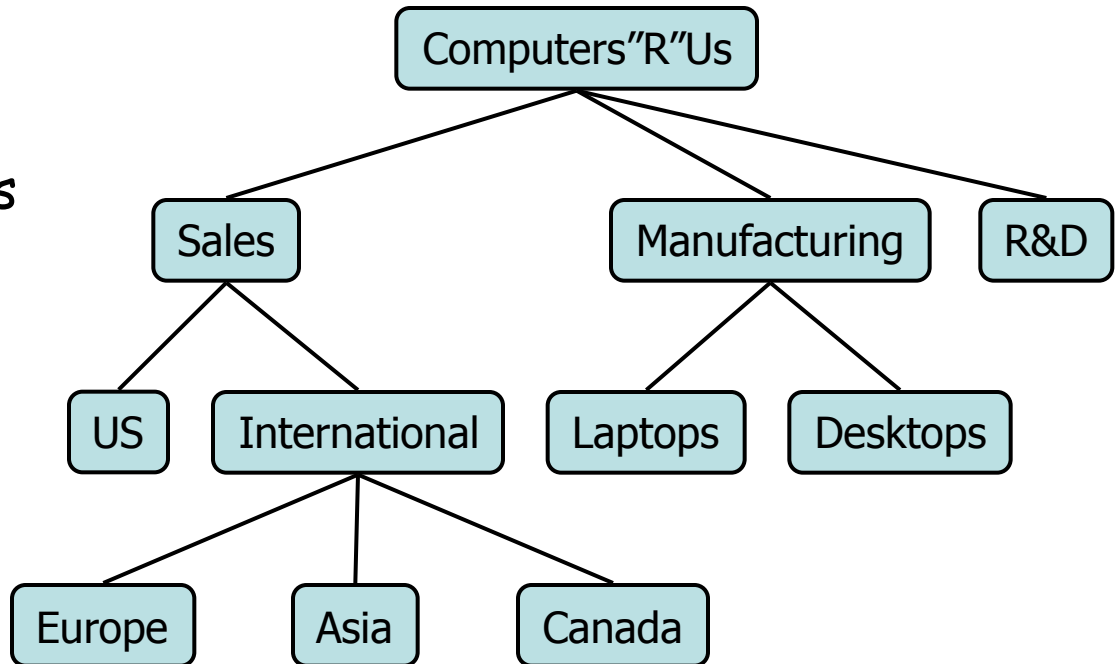 Computers”R”Us
s
Sales Manufacturing R&D
US International Laptops Desktops
Europe Asia Canada